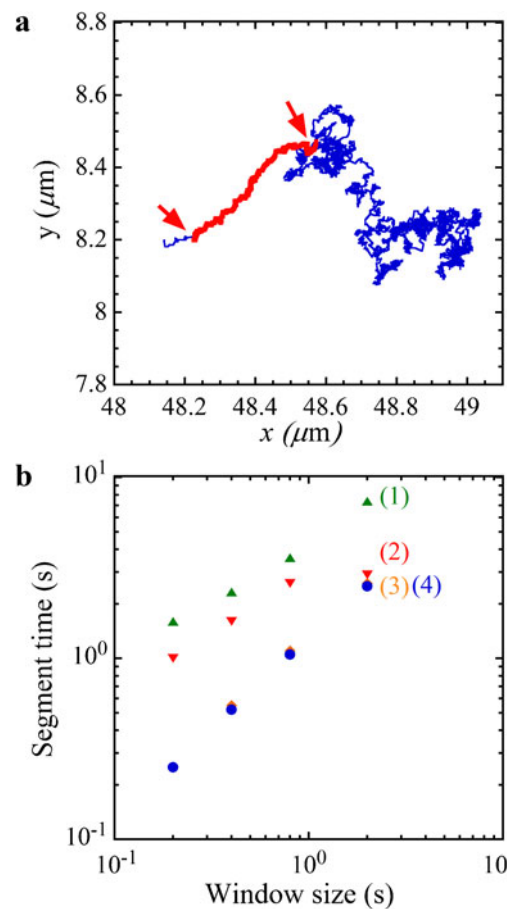 a
8.8
8.6
8.4
8.2
8
7.8
y (μm)
48 48.2 48.4 48.6 48.8 49
x (μm)
b
10¹
10⁰
10⁻¹
Segment time (s)
(1)
(2)
(3) (4)
10⁻¹ 10⁰ 10
Window size (s)